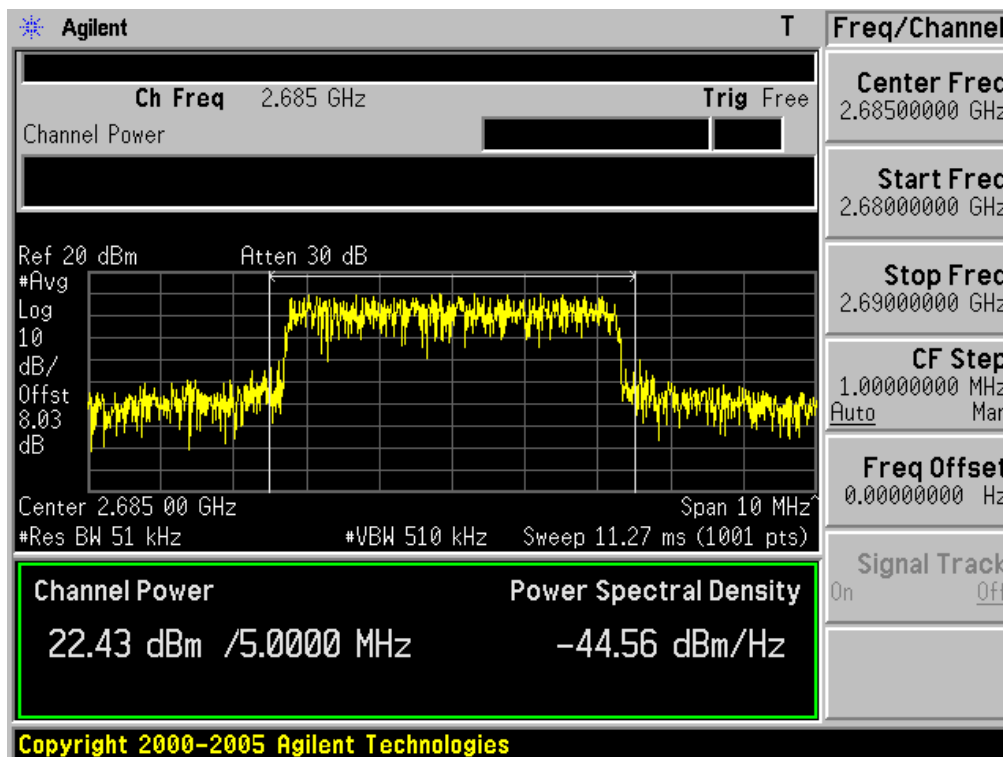 Agilent T
Freq/Channel
Ch Freq 2.685 GHz Trig Free
Channel Power
Center Freq
2.68500000 GHz
Start Freq
2.68000000 GHz
Stop Freq
2.69000000 GHz
CF Step
1.00000000 MHz
Auto Man
Freq Offset
0.00000000 Hz
Signal Track
On Off
Ref 20 dBm Atten 30 dB
#Avg
Log
10
dB/
Offst
8.03
dB
Center 2.685 00 GHz Span 10 MHz^
#Res BW 51 kHz #VBW 510 kHz Sweep 11.27 ms (1001 pts)
Channel Power Power Spectral Density
22.43 dBm /5.0000 MHz -44.56 dBm/Hz
Copyright 2000-2005 Agilent Technologies